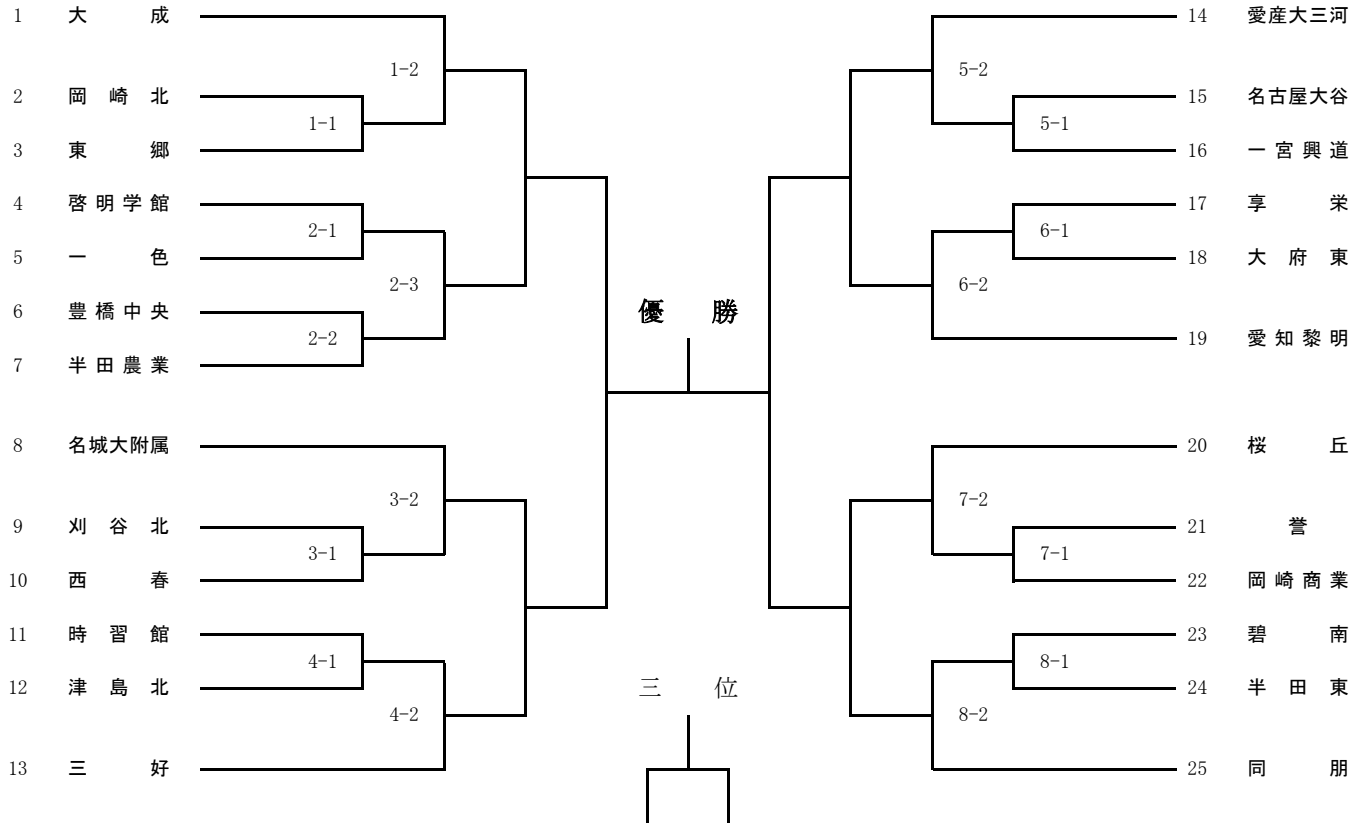 1 大成
1-2
2 岡崎北
1-1
3 東郷
4 啓明学館
2-1
5 一色
2-3
6 豊橋中央
2-2
7 半田農業
8 名城大附属
3-2
9 刈谷北
3-1
10 西春
11 時習館
4-1
12 津島北
4-2
13 三好
優勝
三位
14 愛産大三河
5-2
15 名古屋大谷
5-1
16 一宮興道
17 享栄
6-1
18 大府東
6-2
19 愛知黎明
20 桜丘
7-2
21 誉
7-1
22 岡崎商業
23 碧南
8-1
24 半田東
8-2
25 同朋